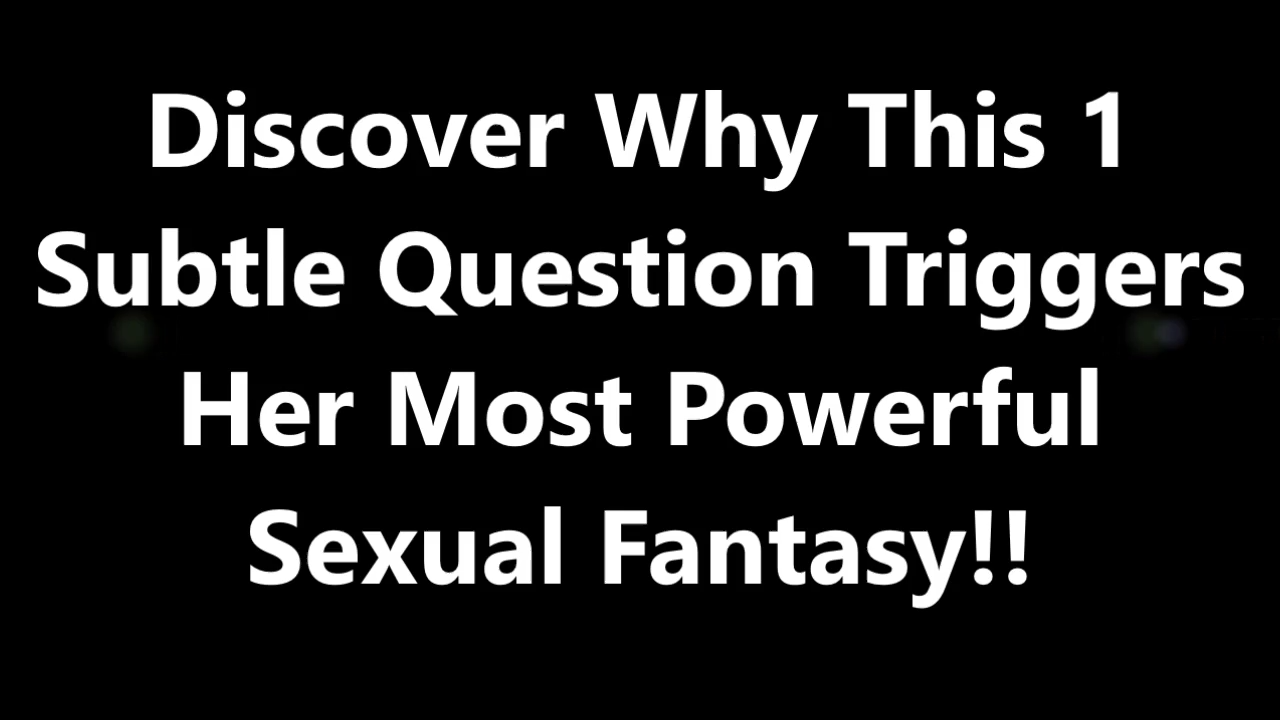 Discover Why This 1
Subtle Question Triggers
Her Most Powerful
Sexual Fantasy!!